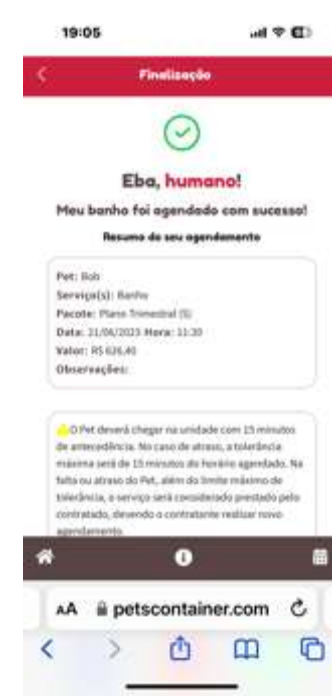 19:05
Finalização
Eba, humano!
Meu banho foi agendado com sucesso!
Resumo do seu agendamento
Pet: Bob
Serviço(s): Banho
Pacote: Plano Trimestral (S)
Data: 21/06/2023 Hora: 11:30
Valor: R$ 626,40
Observações:
O Pet deverá chegar na unidade com 15 minutos
de antecedência. No caso de atraso, a tolerância
máxima será de 15 minutos do horário agendado. Na
falta ou atraso do Pet, além do limite máximo de
tolerância, o serviço será considerado prestado pelo
contratado, devendo o contratante realizar novo
agendamento.
AA petscontainer.com